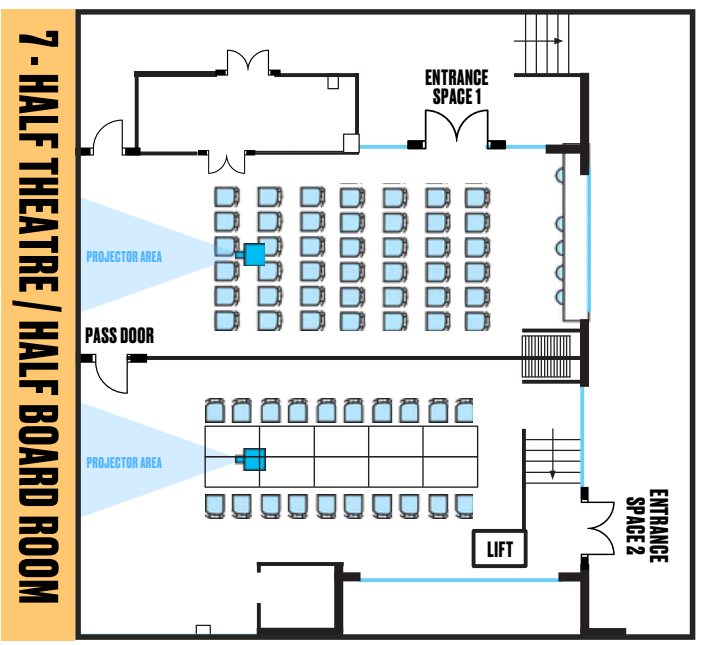 7 - HALF THEATRE / HALF BOARD ROOM
ENTRANCE
SPACE 1
PROJECTOR AREA
PASS DOOR
PROJECTOR AREA
LIFT
ENTRANCE
SPACE 2